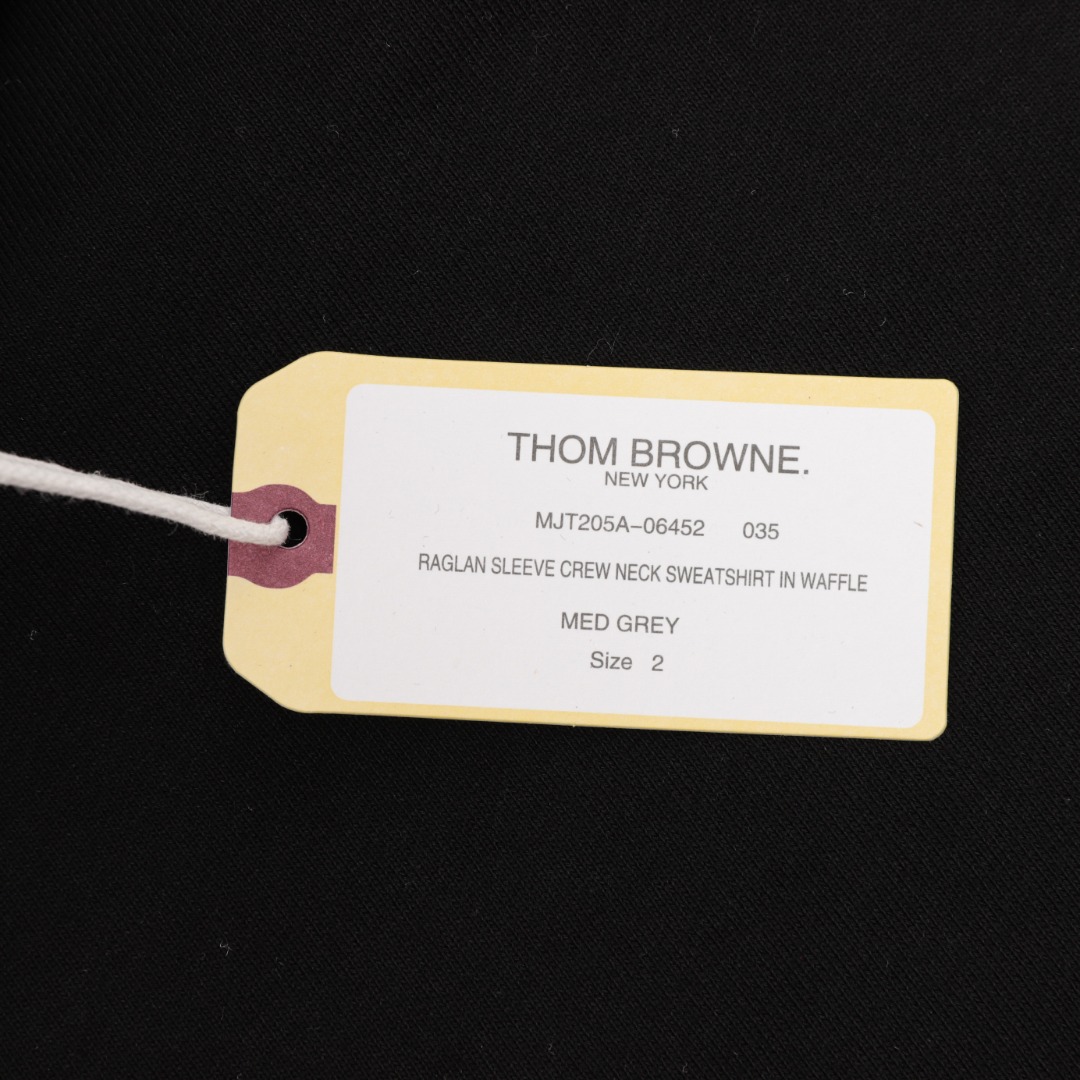 THOM BROWNE.
NEW YORK
MJT205A-06452 035
RAGLAN SLEEVE CREW NECK SWEATSHIRT IN WAFFLE
MED GREY
Size 2